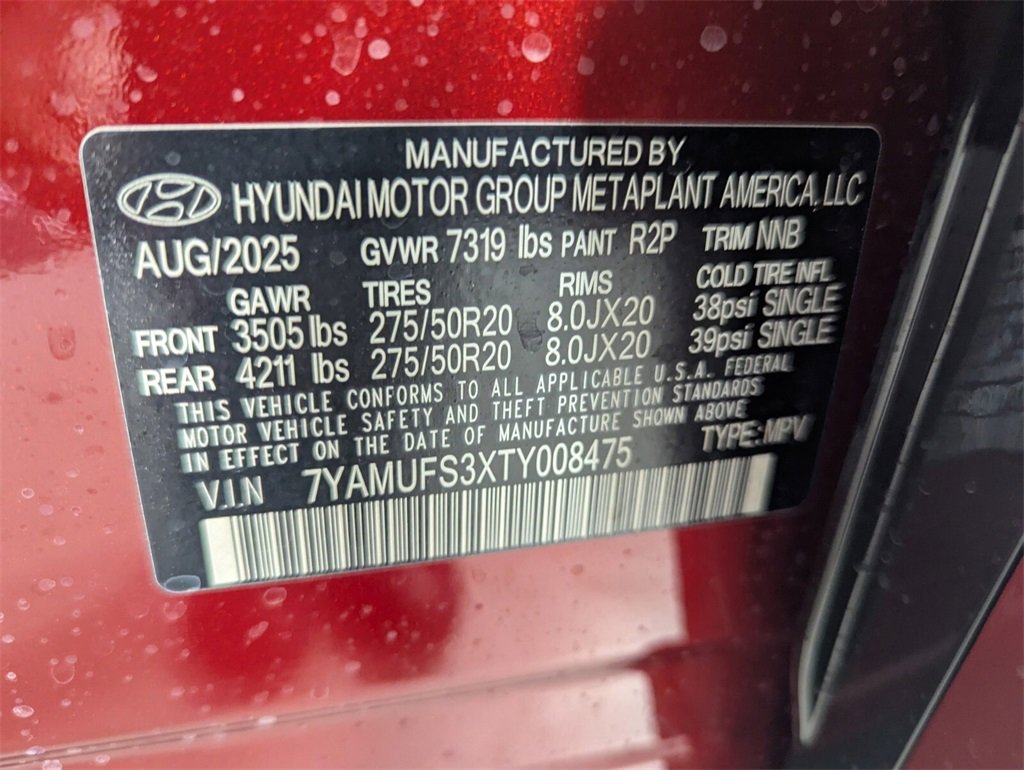 MANUFACTURED BY
HYUNDAI MOTOR GROUP METAPLANT AMERICA, LLC
AUG/2025 GVWR 7319 lbs PAINT R2P TRIM NNB
GAWR TIRES RIMS COLD TIRE INFL
FRONT 3505 lbs 275/50R20 8.0JX20 38psi SINGLE
REAR 4211 lbs 275/50R20 8.0JX20 39psi SINGLE
THIS VEHICLE CONFORMS TO ALL APPLICABLE U.S.A. FEDERAL
MOTOR VEHICLE SAFETY AND THEFT PREVENTION STANDARDS
IN EFFECT ON THE DATE OF MANUFACTURE SHOWN ABOVE
TYPE:MPV
VIN 7YAMUFS3XTY008475